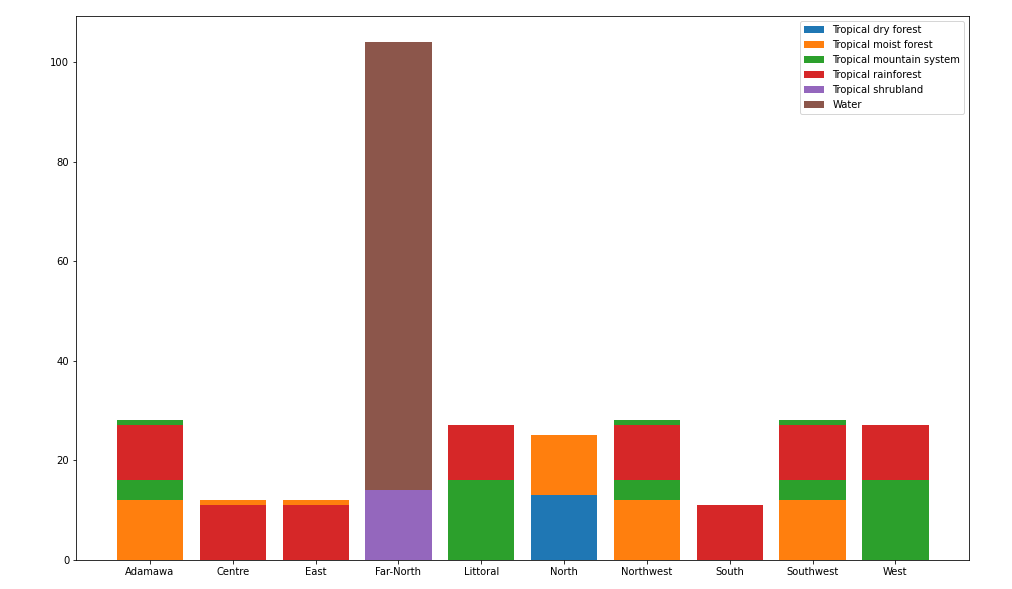 Tropical dry forest
Tropical moist forest
Tropical mountain system
Tropical rainforest
Tropical shrubland
Water
100
80
60
40
20
0
Adamawa Centre East Far-North Littoral North Northwest South Southwest West